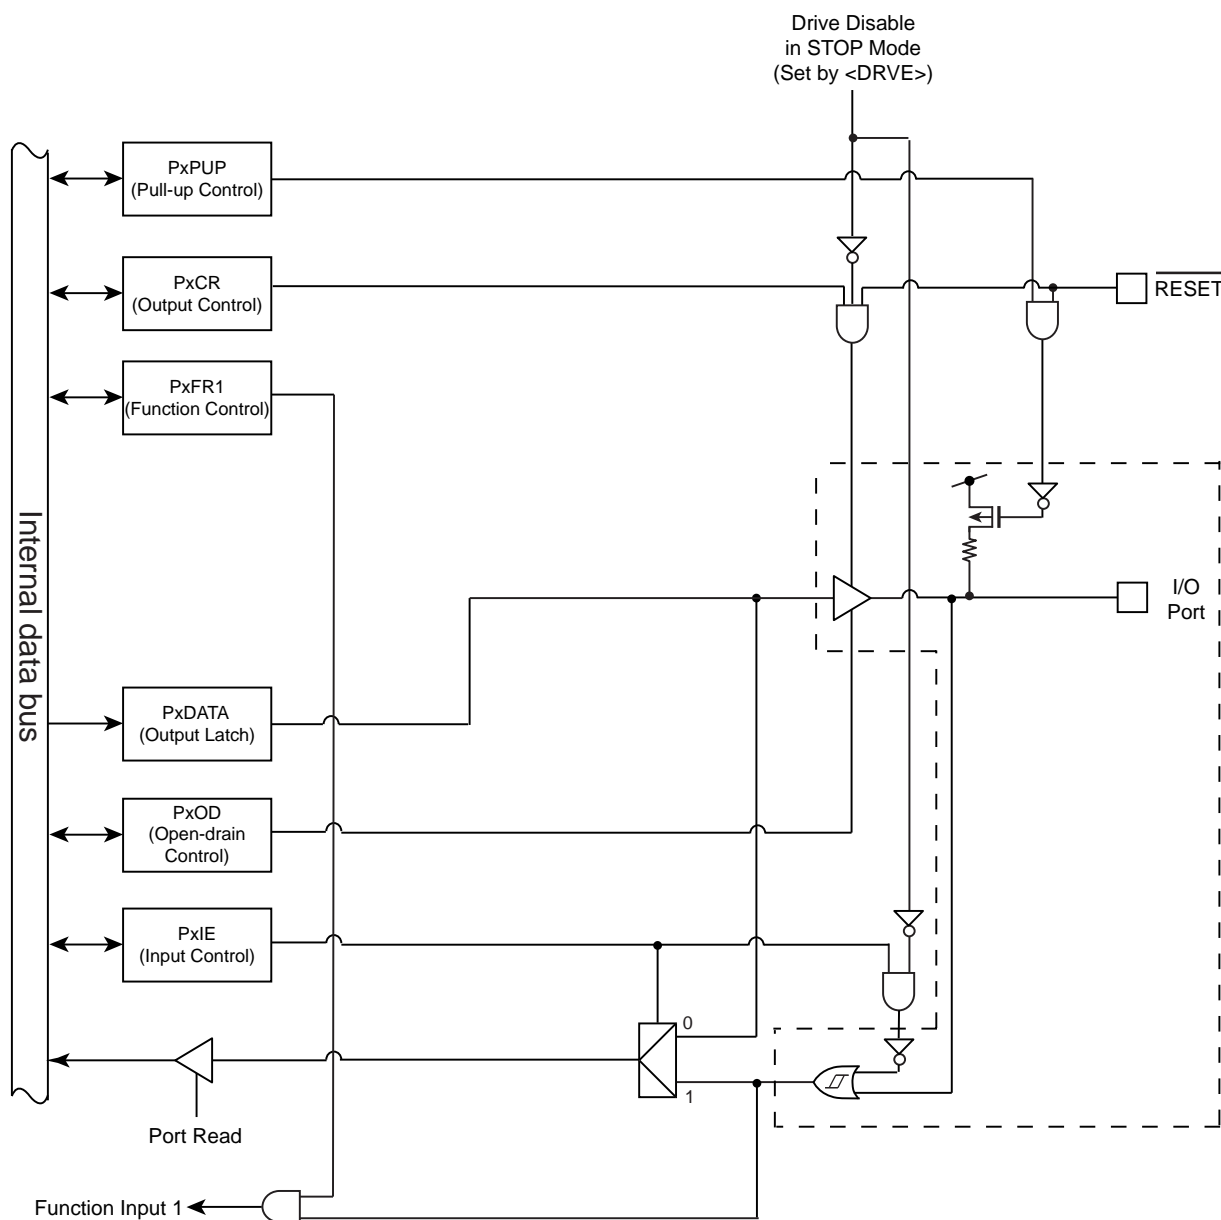 Drive Disable
in STOP Mode
(Set by <DRVE>)
PxPUP
(Pull-up Control)
PxCR
(Output Control)
RESET
PxFR1
(Function Control)
Internal data bus
I/O
Port
PxDATA
(Output Latch)
PxOD
(Open-drain
Control)
PxIE
(Input Control)
0
1
Port Read
Function Input 1